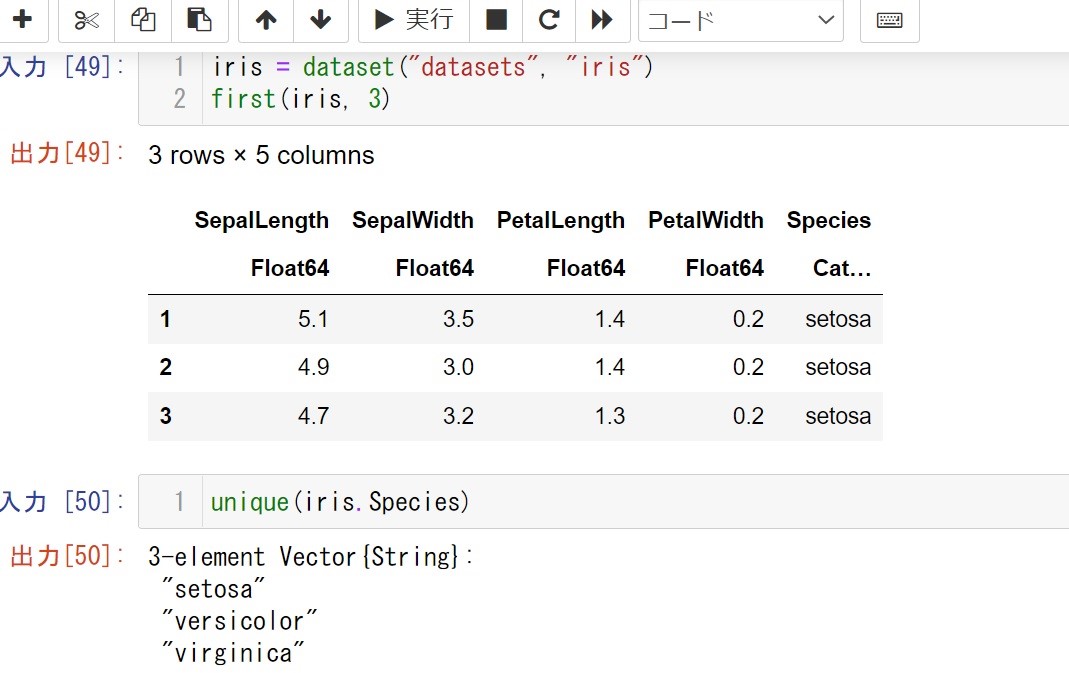 実行 コード
入力 [49]: 1 iris = dataset("datasets", "iris")
2 first(iris, 3)
出力[49]: 3 rows × 5 columns
SepalLength SepalWidth PetalLength PetalWidth Species
Float64 Float64 Float64 Float64 Cat…
1 5.1 3.5 1.4 0.2 setosa
2 4.9 3.0 1.4 0.2 setosa
3 4.7 3.2 1.3 0.2 setosa
入力 [50]: 1 unique(iris.Species)
出力[50]: 3-element Vector{String}:
"setosa"
"versicolor"
"virginica"